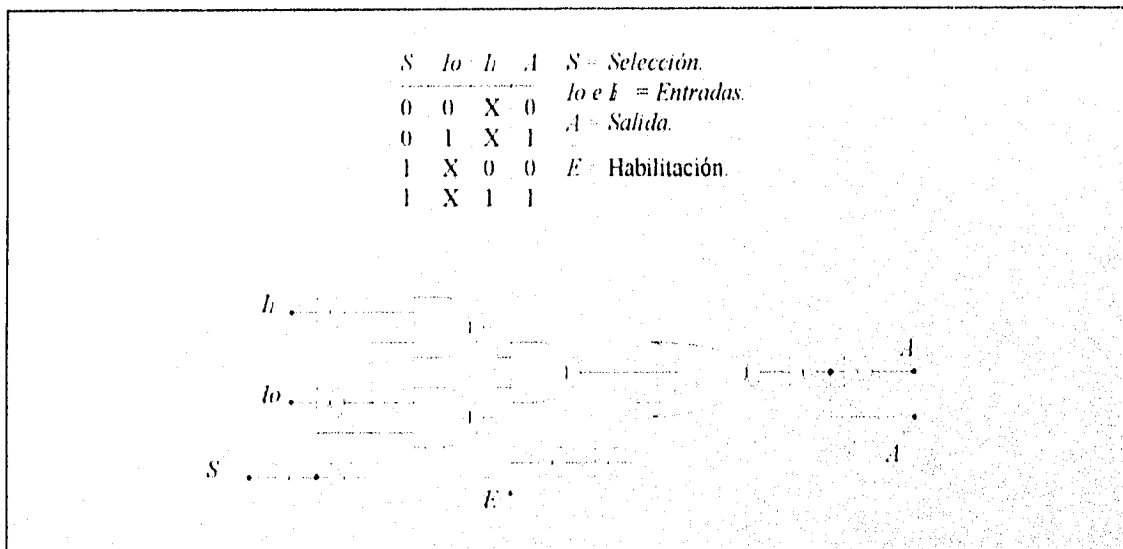 S Io I1 A S = Selección.
Io e I1 = Entradas.
0 0 X 0
0 1 X 1 A = Salida.
1 X 0 0 E = Habilitación.
1 X 1 1
I1
A
Io
A
S
E